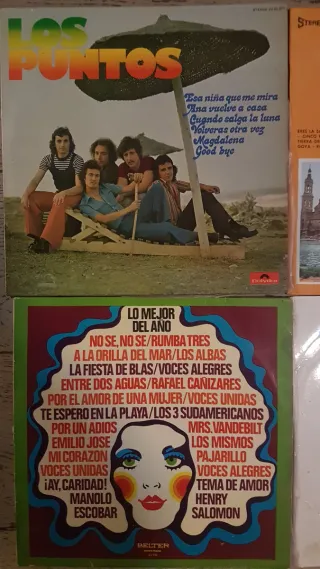 LOS
PUNTOS
Esa niña que me mira
Ana vuelve a casa
Cuando salga la luna
Volveras otra vez
Magdalena
Good bye
Polydor
STEREO
LO MEJOR
DEL AÑO
NO SE, NO SE/RUMBA TRES
A LA ORILLA DEL MAR/LOS ALBAS
LA FIESTA DE BLAS/VOCES ALEGRES
ENTRE DOS AGUAS/RAFAEL CAÑIZARES
POR EL AMOR DE UNA MUJER/VOCES UNIDAS
TE ESPERO EN LA PLAYA/LOS 3 SUDAMERICANOS
POR UN ADIOS
EMILIO JOSE
MI CORAZON
VOCES UNIDAS
¡AY, CARIDAD!
MANOLO
ESCOBAR
MRS. VANDEBILT
LOS MISMOS
PAJARILLO
VOCES ALEGRES
TEMA DE AMOR
HENRY
SALOMON
BELTER